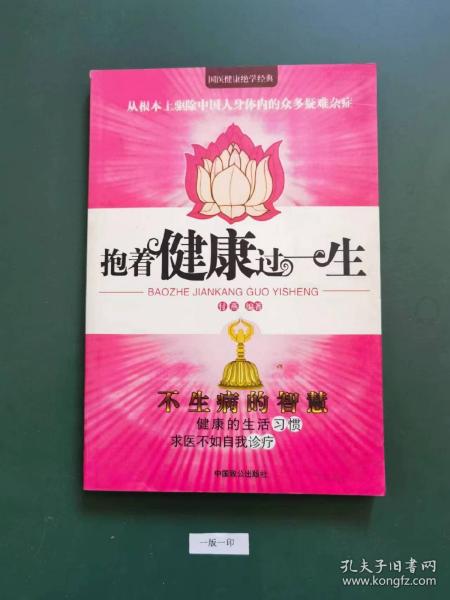 国医健康绝学经典
从根本上驱除中国人身体内的众多疑难杂症
抱着健康过一生
BAOZHE JIANKANG GUO YISHENG
编著
不生病的智慧
健康的生活习惯
求医不如自我诊疗
中国致公出版社
一版一印
孔夫子旧书网
www.kongfz.com